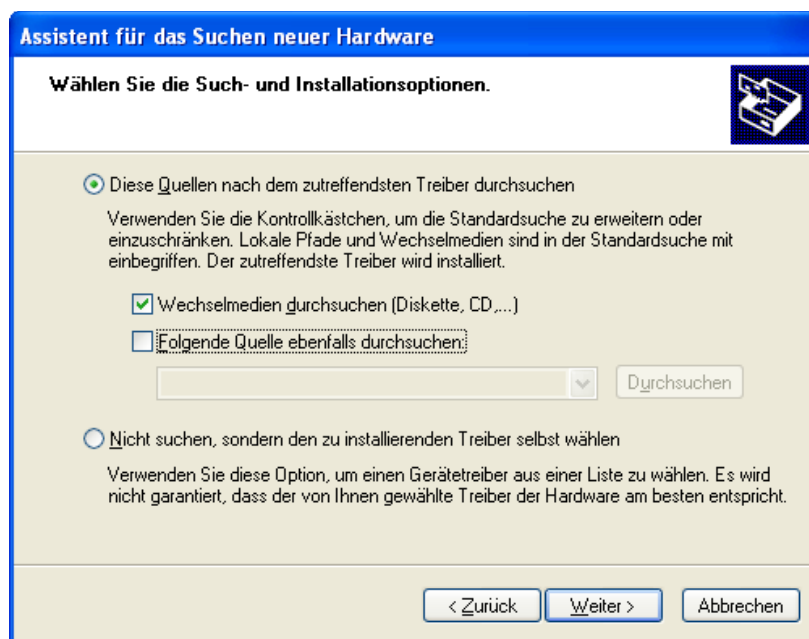 Assistent für das Suchen neuer Hardware
Wählen Sie die Such- und Installationsoptionen.
Diese Quellen nach dem zutreffendsten Treiber durchsuchen
Verwenden Sie die Kontrollkästchen, um die Standardsuche zu erweitern oder
einzuschränken. Lokale Pfade und Wechselmedien sind in der Standardsuche mit
einbegriffen. Der zutreffendste Treiber wird installiert.
Wechselmedien durchsuchen (Diskette, CD,...)
Folgende Quelle ebenfalls durchsuchen:
Durchsuchen
Nicht suchen, sondern den zu installierenden Treiber selbst wählen
Verwenden Sie diese Option, um einen Gerätetreiber aus einer Liste zu wählen. Es wird
nicht garantiert, dass der von Ihnen gewählte Treiber der Hardware am besten entspricht.
< Zurück Weiter > Abbrechen